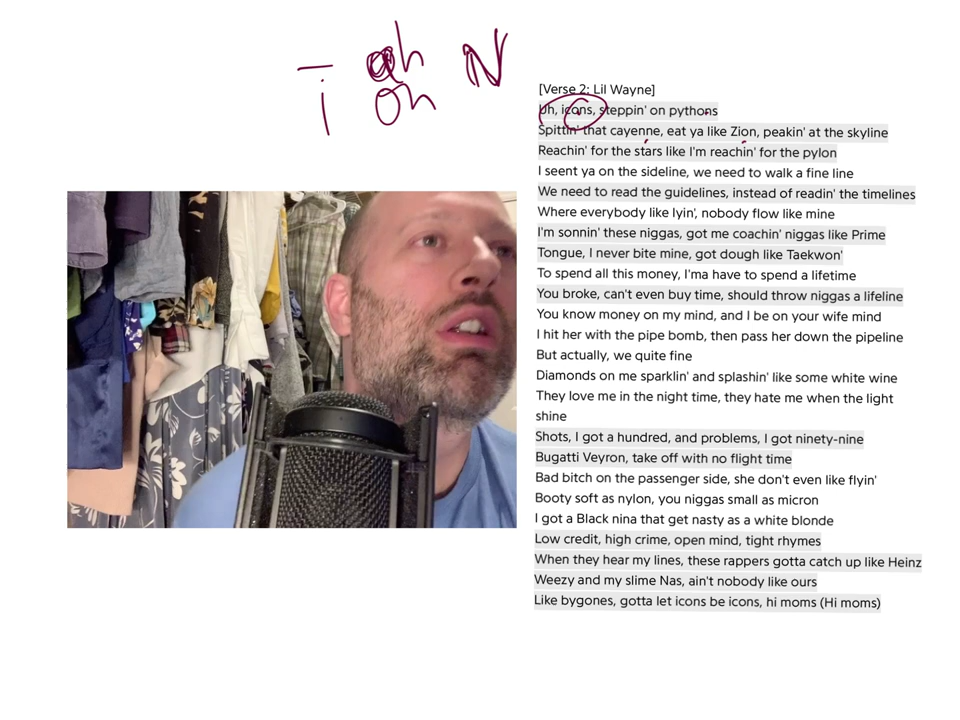 ī ah N
i oh
[Verse 2: Lil Wayne]
Uh, icons, steppin' on pythons
Spittin' that cayenne, eat ya like Zion, peakin' at the skyline
Reachin' for the stars like I'm reachin' for the pylon
I seent ya on the sideline, we need to walk a fine line
We need to read the guidelines, instead of readin' the timelines
Where everybody like lyin', nobody flow like mine
I'm sonnin' these niggas, got me coachin' niggas like Prime
Tongue, I never bite mine, got dough like Taekwon'
To spend all this money, I'ma have to spend a lifetime
You broke, can't even buy time, should throw niggas a lifeline
You know money on my mind, and I be on your wife mind
I hit her with the pipe bomb, then pass her down the pipeline
But actually, we quite fine
Diamonds on me sparklin' and splashin' like some white wine
They love me in the night time, they hate me when the light
shine
Shots, I got a hundred, and problems, I got ninety-nine
Bugatti Veyron, take off with no flight time
Bad bitch on the passenger side, she don't even like flyin'
Booty soft as nylon, you niggas small as micron
I got a Black nina that get nasty as a white blonde
Low credit, high crime, open mind, tight rhymes
When they hear my lines, these rappers gotta catch up like Heinz
Weezy and my slime Nas, ain't nobody like ours
Like bygones, gotta let icons be icons, hi moms (Hi moms)